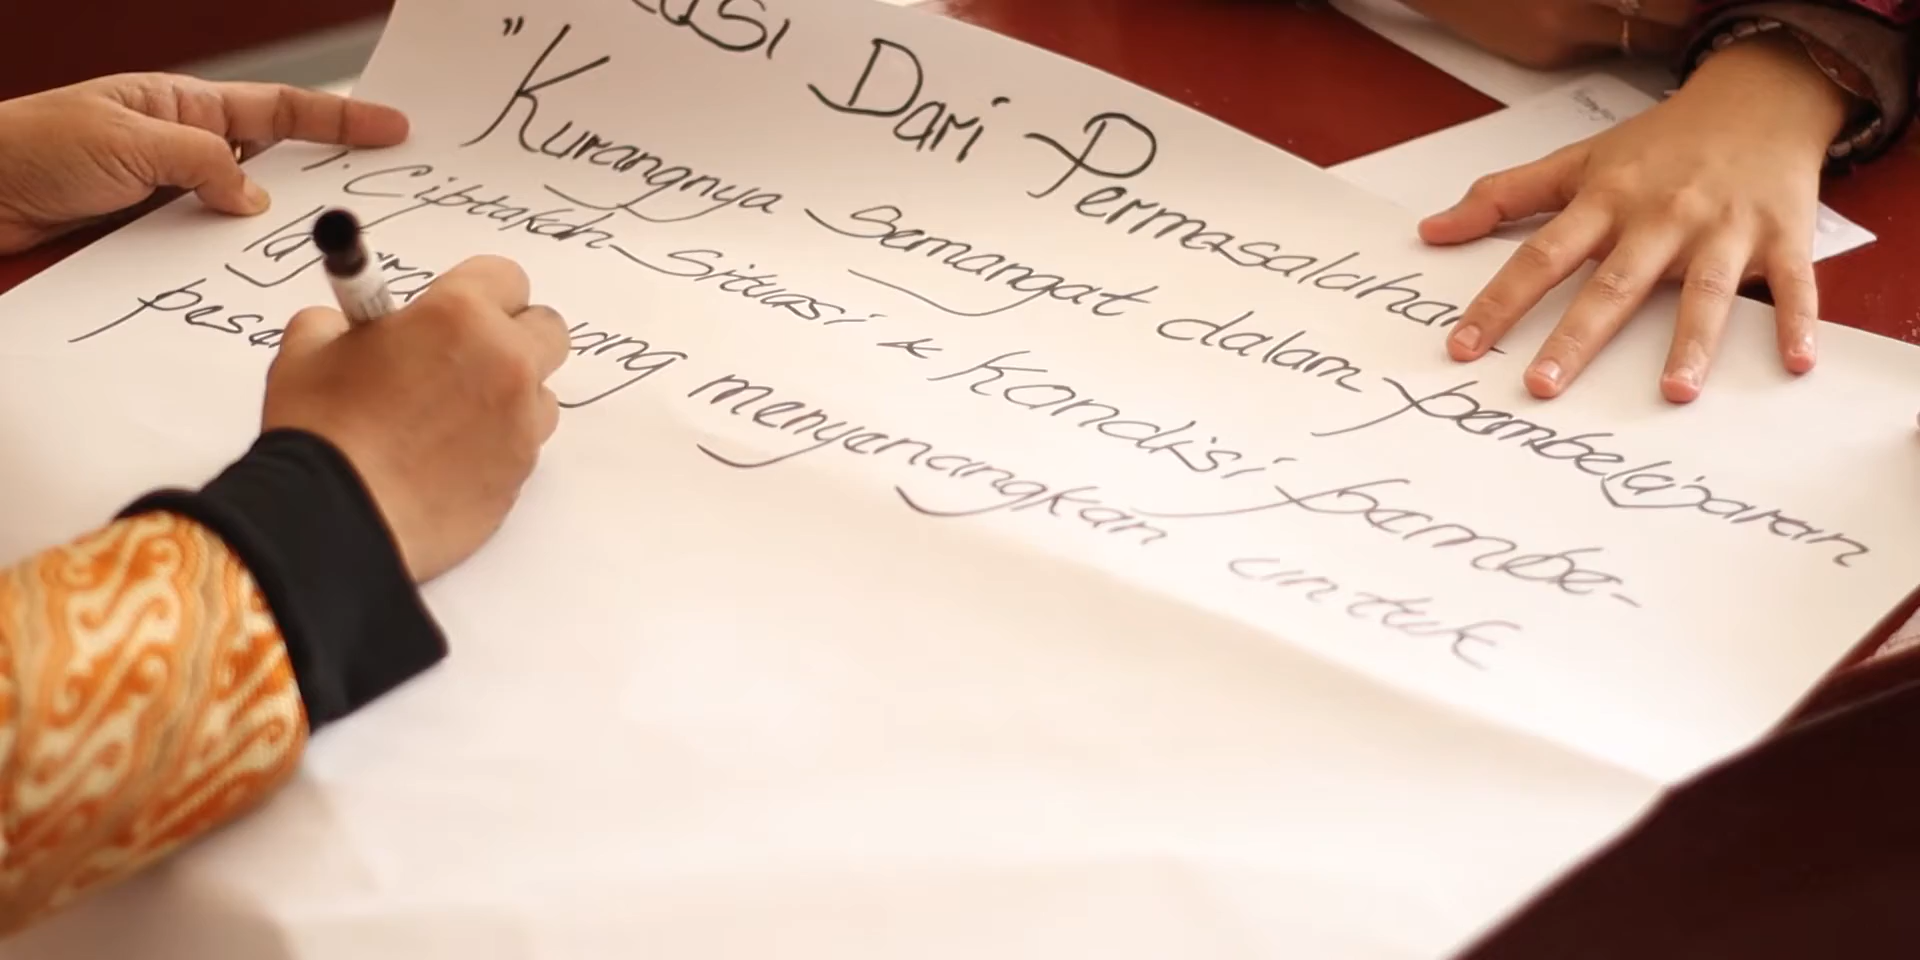 Dari Permasalahan
"Kurangnya Semangat dalam pembelajaran
1. Ciptakan Situasi & Kondisi pembe-
yang menyenangkan untuk